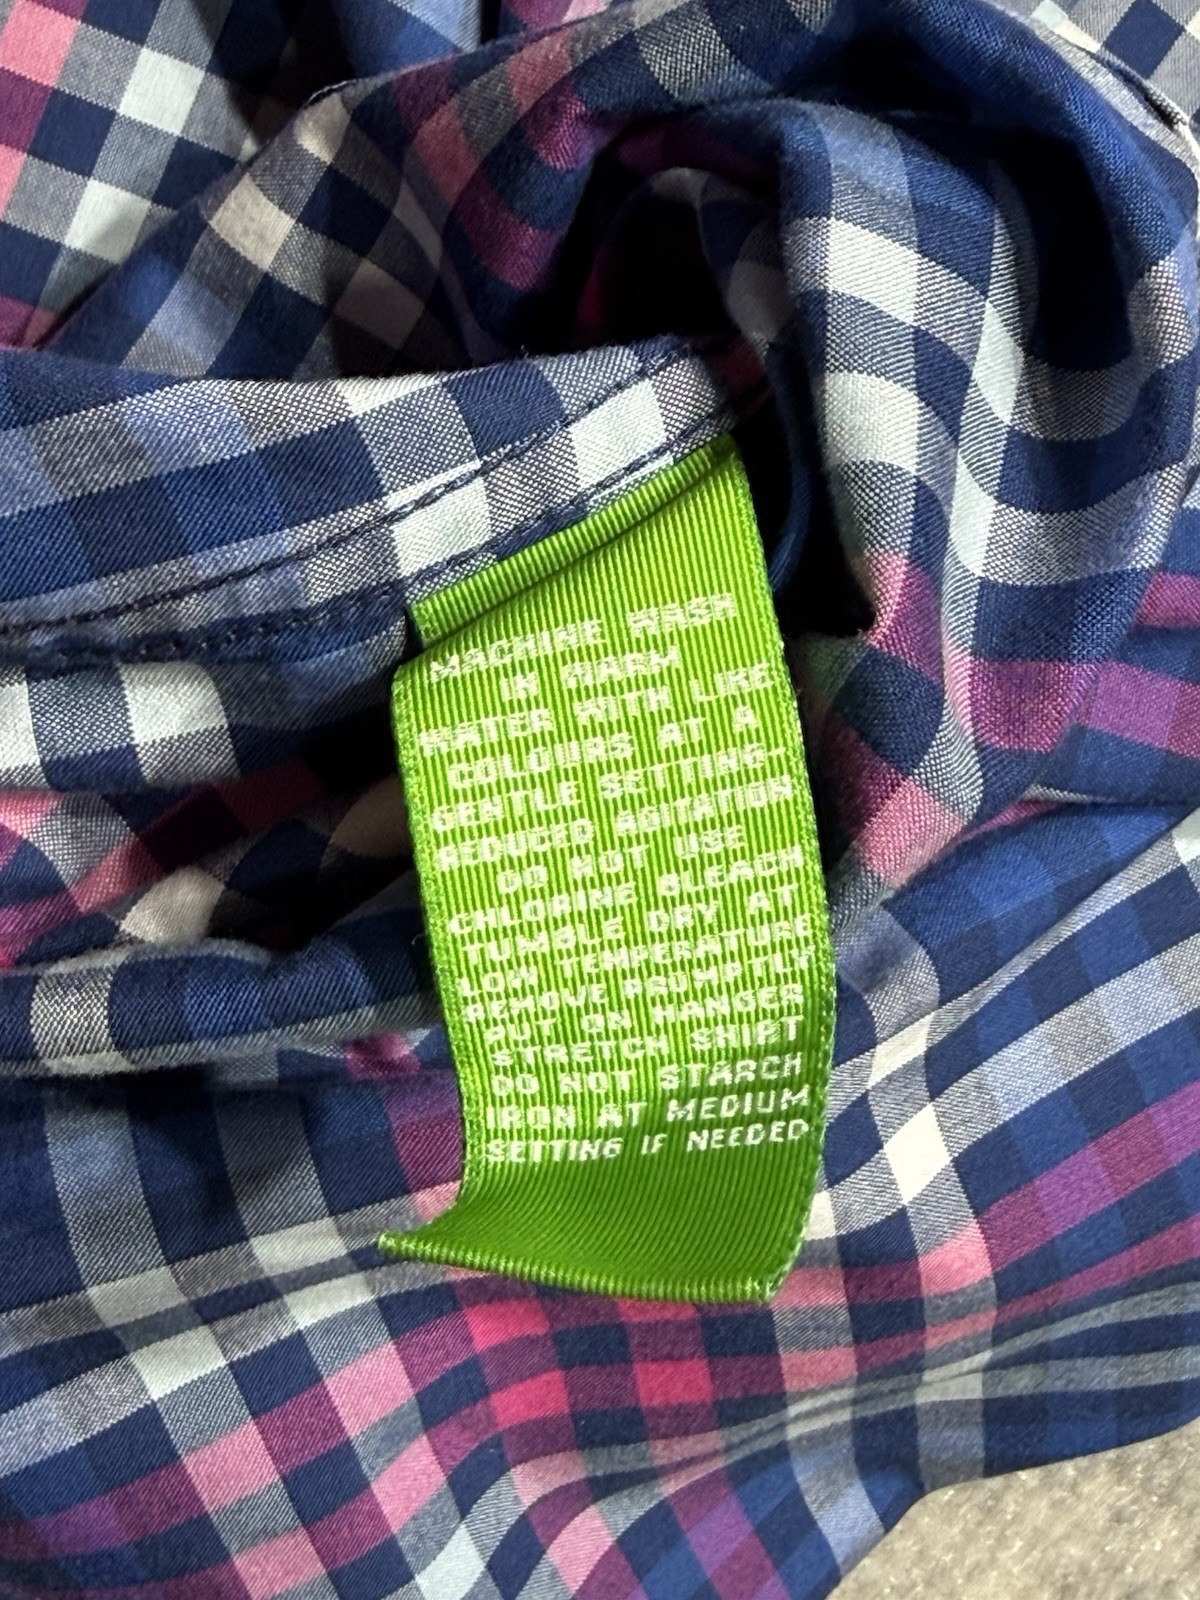 MACHINE WASH
IN WARM
WATER WITH LIKE
COLOURS AT A
GENTLE SETTING-
REDUCED AGITATION
DO NOT USE
CHLORINE BLEACH
TUMBLE DRY AT
LOW TEMPERATURE
REMOVE PROMPTLY
PUT ON HANGER
STRETCH SHIRT
DO NOT STARCH
IRON AT MEDIUM
SETTING IF NEEDED